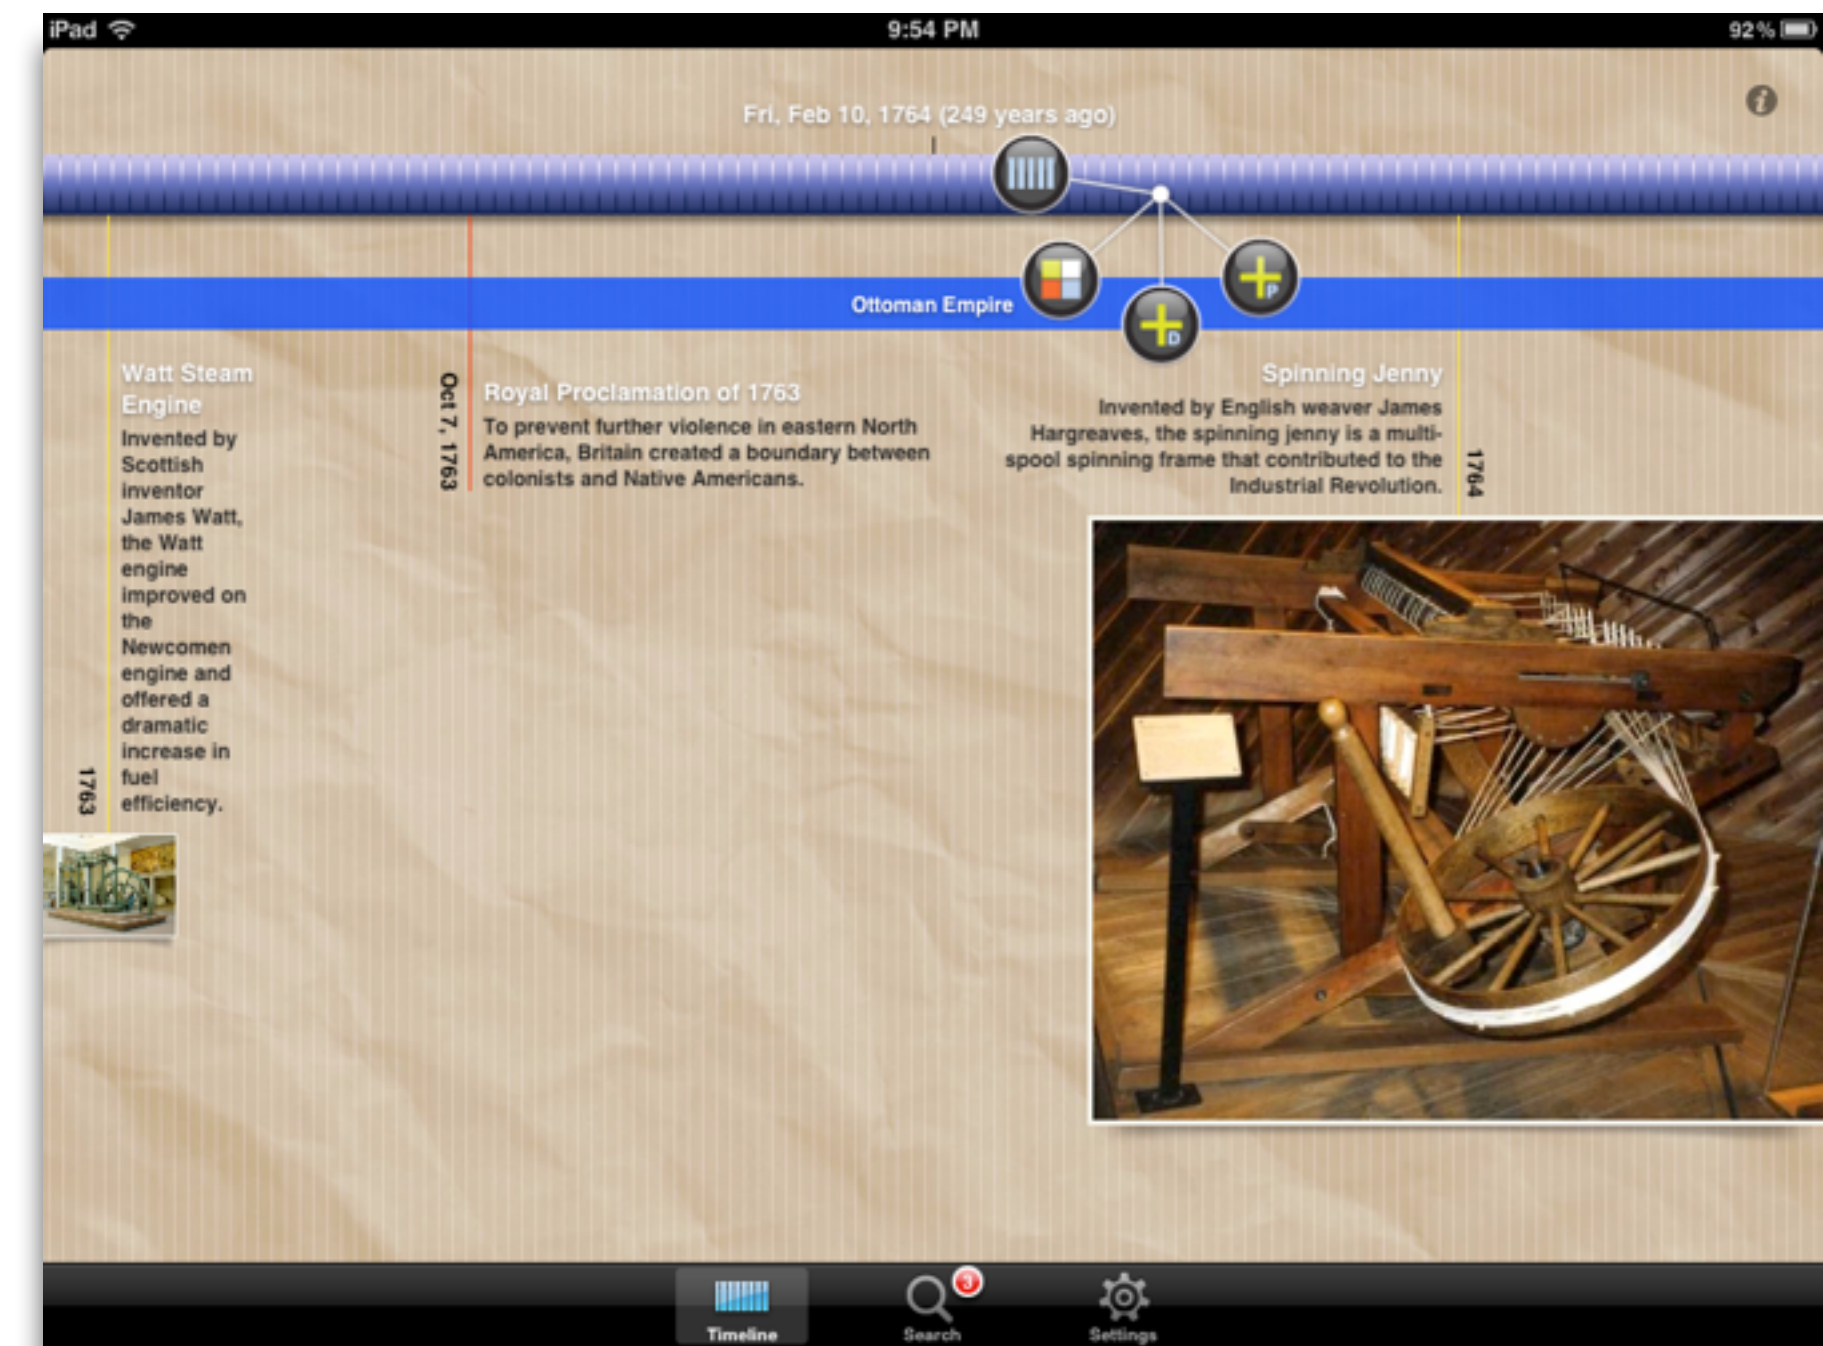 iPad 9:54 PM 92%
Fri, Feb 10, 1764 (249 years ago)
Ottoman Empire
P
D
Watt Steam
Engine
Invented by
Scottish
inventor
James Watt,
the Watt
engine
improved on
the
Newcomen
engine and
offered a
dramatic
increase in
fuel
efficiency.
1763
Oct 7, 1763
Royal Proclamation of 1763
To prevent further violence in eastern North
America, Britain created a boundary between
colonists and Native Americans.
Spinning Jenny
Invented by English weaver James
Hargreaves, the spinning jenny is a multi-
spool spinning frame that contributed to the
Industrial Revolution.
1764
3
Timeline Search Settings